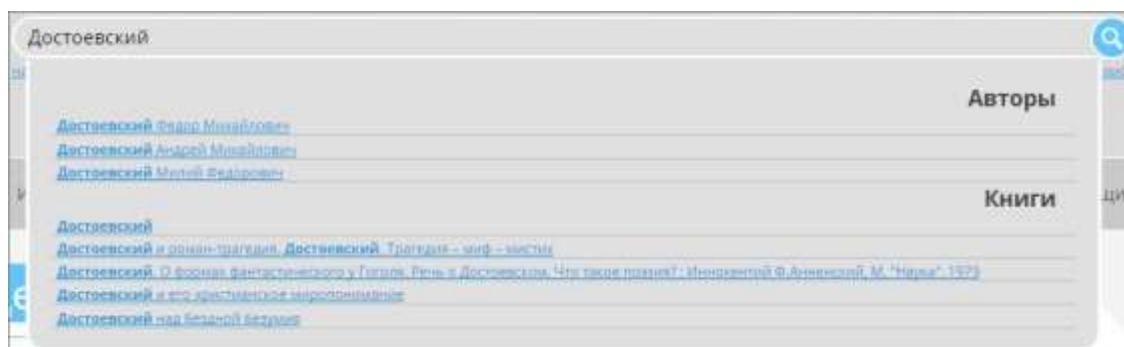 Достоевский
Авторы
Достоевский Федор Михайлович
Достоевский Андрей Михайлович
Достоевский Милий Федорович
Книги
Достоевский
Достоевский и роман-трагедия. Достоевский. Трагедия – миф – мистик
Достоевский. О формах фантастического у Гоголя. Речь о Достоевском. Что такое поэзия? : Иннокентий Ф.Анненский, М, "Наука", 1979
Достоевский и его христианское миропонимание
Достоевский над бездной безумия